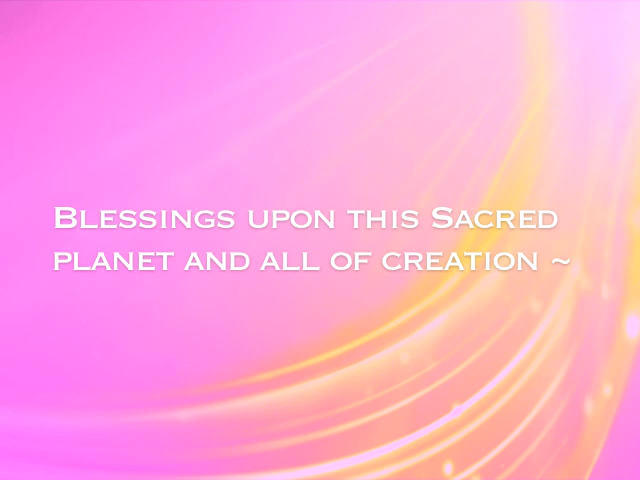 Blessings upon this Sacred
planet and all of creation ~